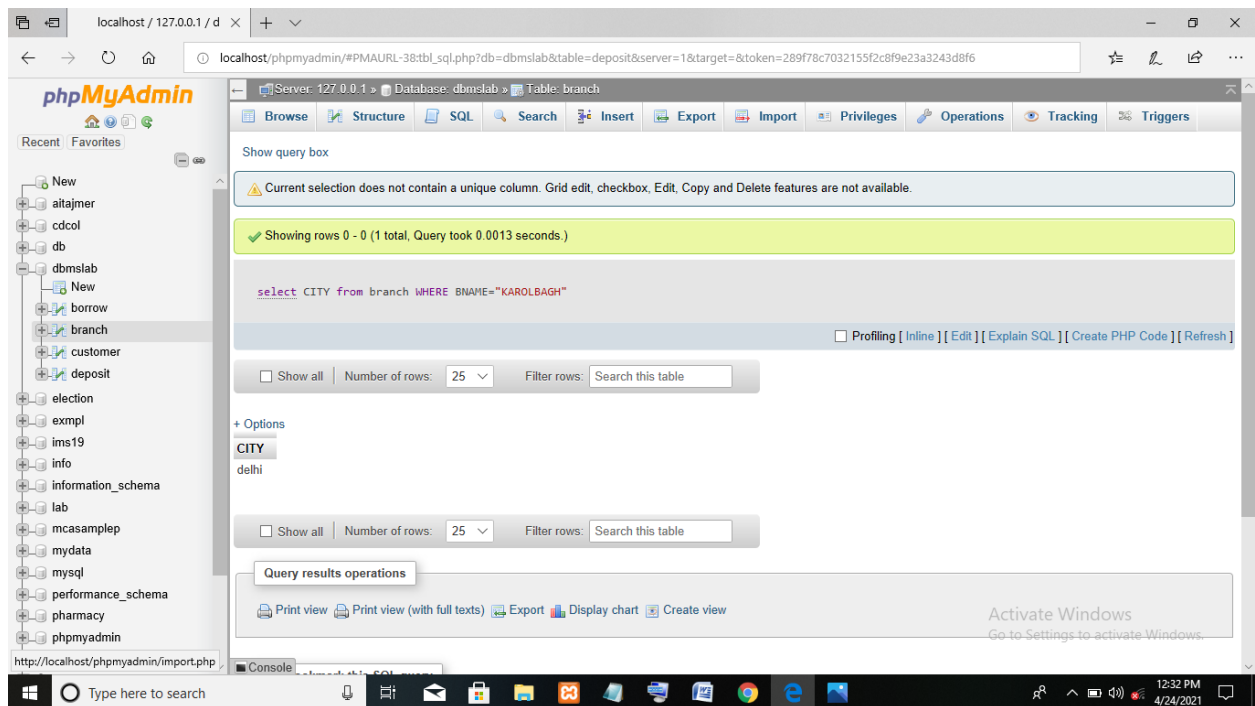 localhost / 127.0.0.1 / d
localhost/phpmyadmin/#PMAURL-38:tbl_sql.php?db=dbmslab&table=deposit&server=1&target=&token=289f78c7032155f2c8f9e23a3243d8f6
phpMyAdmin
Recent Favorites
New
aitajmer
cdcol
db
dbmslab
New
borrow
branch
customer
deposit
election
exmpl
ims19
info
information_schema
lab
mcasamplep
mydata
mysql
performance_schema
pharmacy
phpmyadmin
http://localhost/phpmyadmin/import.php
Server: 127.0.0.1 » Database: dbmslab » Table: branch
Browse Structure SQL Search Insert Export Import Privileges Operations Tracking Triggers
Show query box
Current selection does not contain a unique column. Grid edit, checkbox, Edit, Copy and Delete features are not available.
Showing rows 0 - 0 (1 total, Query took 0.0013 seconds.)
select CITY from branch WHERE BNAME="KAROLBAGH"
Profiling [ Inline ] [ Edit ] [ Explain SQL ] [ Create PHP Code ] [ Refresh ]
Show all Number of rows: 25 Filter rows: Search this table
+ Options
CITY
delhi
Show all Number of rows: 25 Filter rows: Search this table
Query results operations
Print view Print view (with full texts) Export Display chart Create view
Activate Windows
Go to Settings to activate Windows.
Console
Type here to search
12:32 PM
4/24/2021